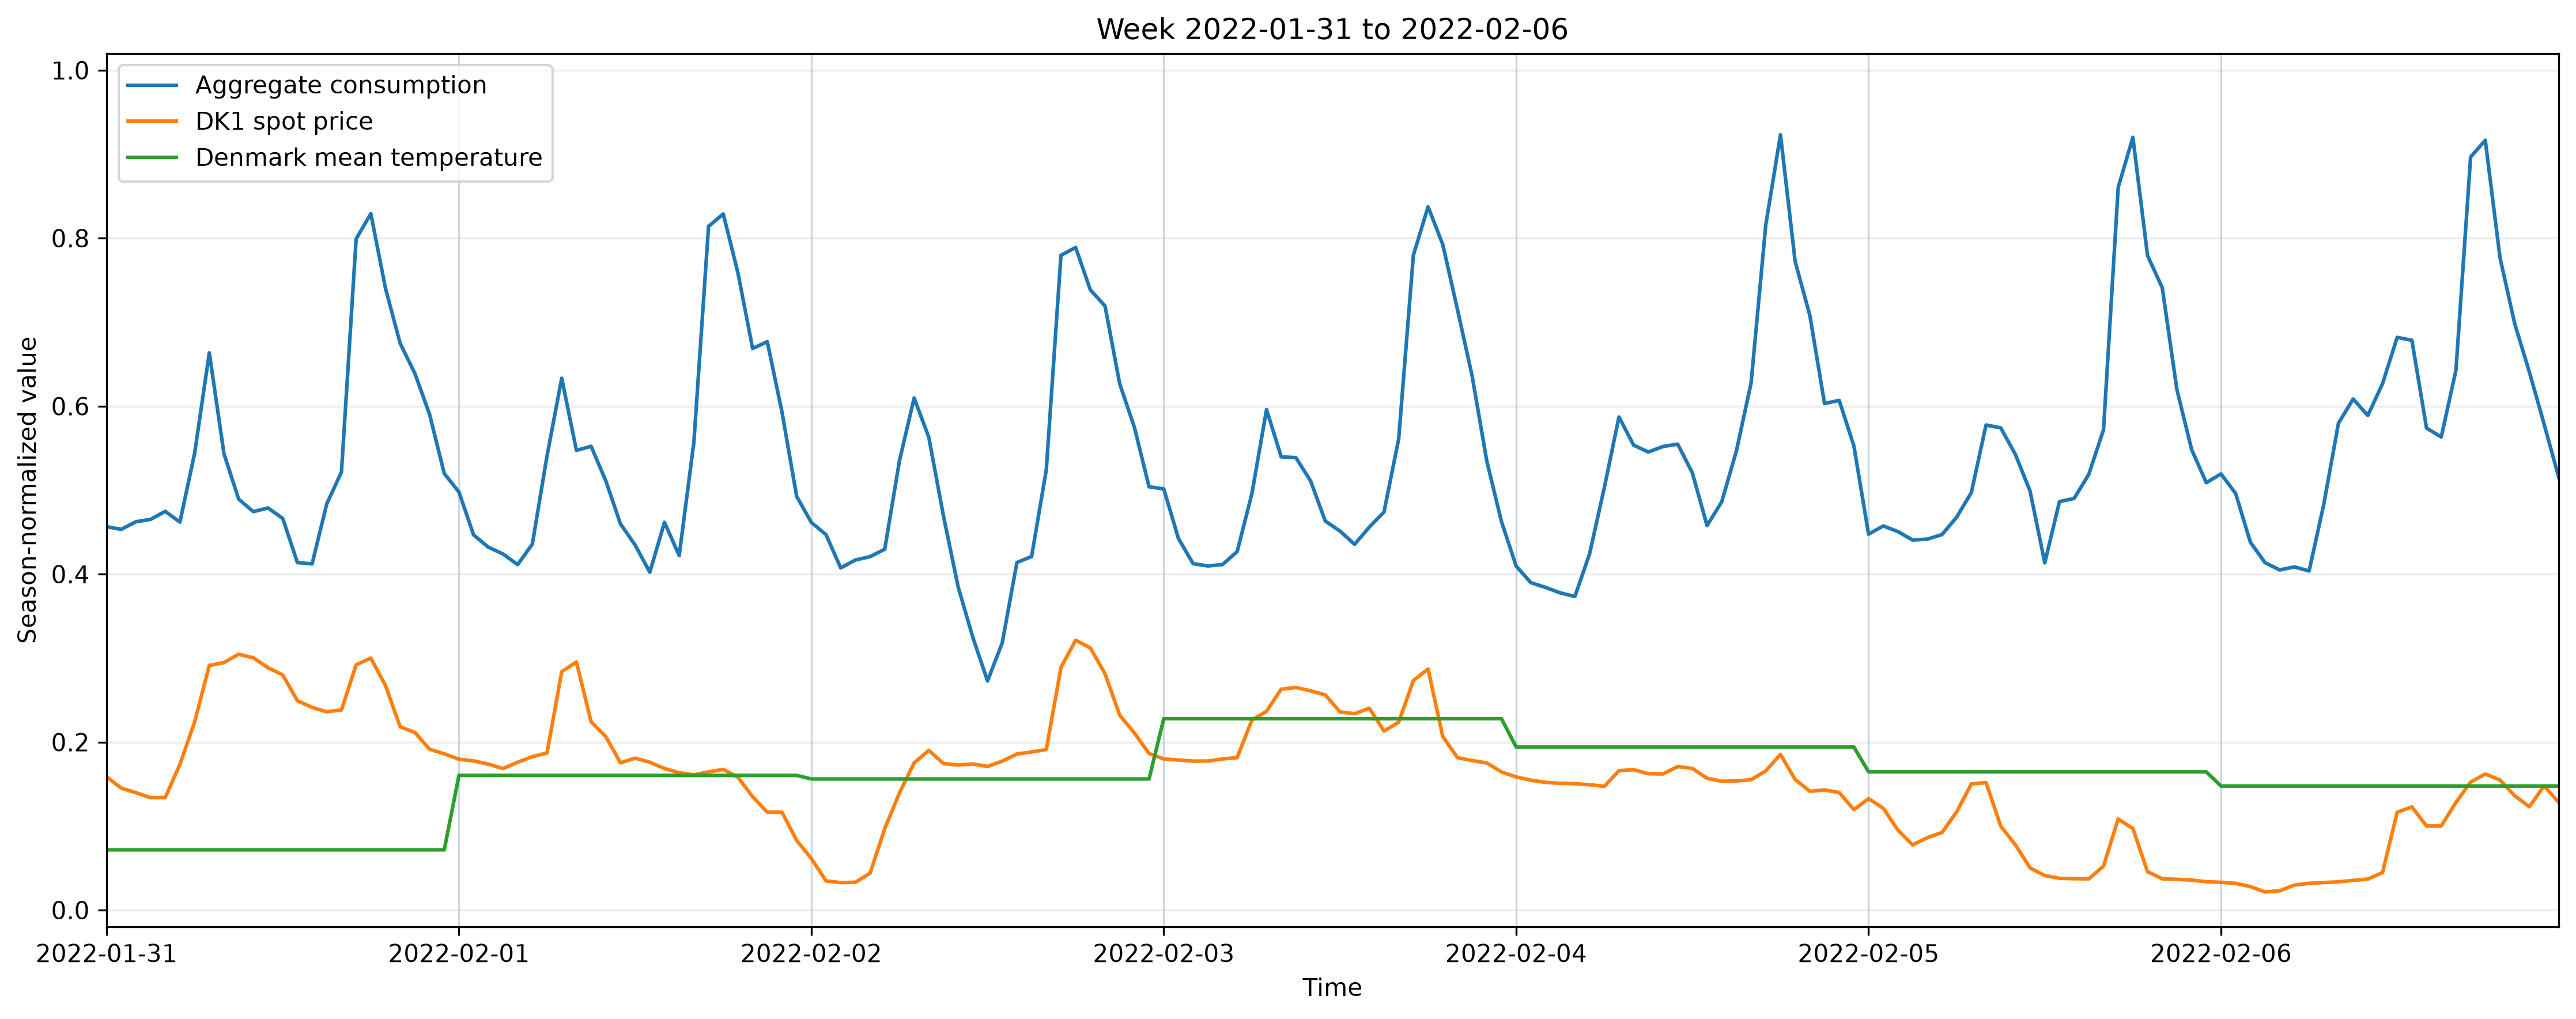 Week 2022-01-31 to 2022-02-06
Aggregate consumption
DK1 spot price
Denmark mean temperature
Season-normalized value
1.0
0.8
0.6
0.4
0.2
0.0
2022-01-31
2022-02-01
2022-02-02
2022-02-03
2022-02-04
2022-02-05
2022-02-06
Time